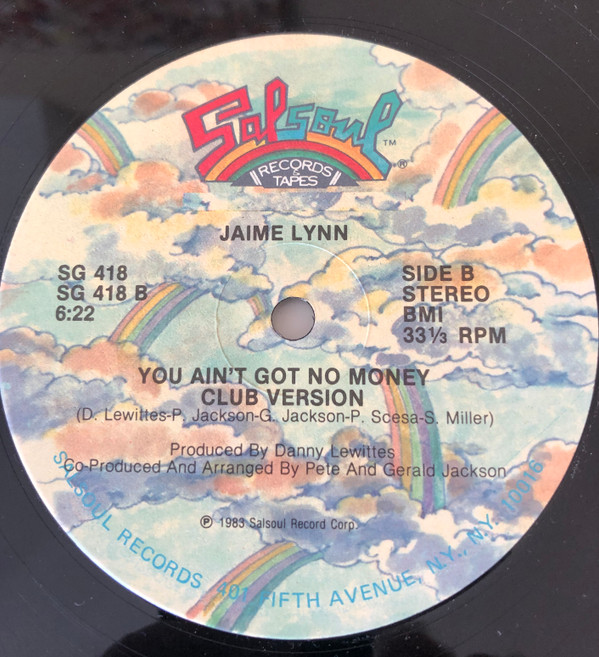 Salsoul ™ ®
RECORDS
& TAPES
JAIME LYNN
SG 418
SG 418 B
6:22
SIDE B
STEREO
BMI
33⅓ RPM
YOU AIN'T GOT NO MONEY
CLUB VERSION
(D. Lewittes-P. Jackson-G. Jackson-P. Scesa-S. Miller)
Produced By Danny Lewittes
Co-Produced And Arranged By Pete And Gerald Jackson
℗ 1983 Salsoul Record Corp.
SALSOUL RECORDS 401 FIFTH AVENUE, N.Y., N.Y. 10016